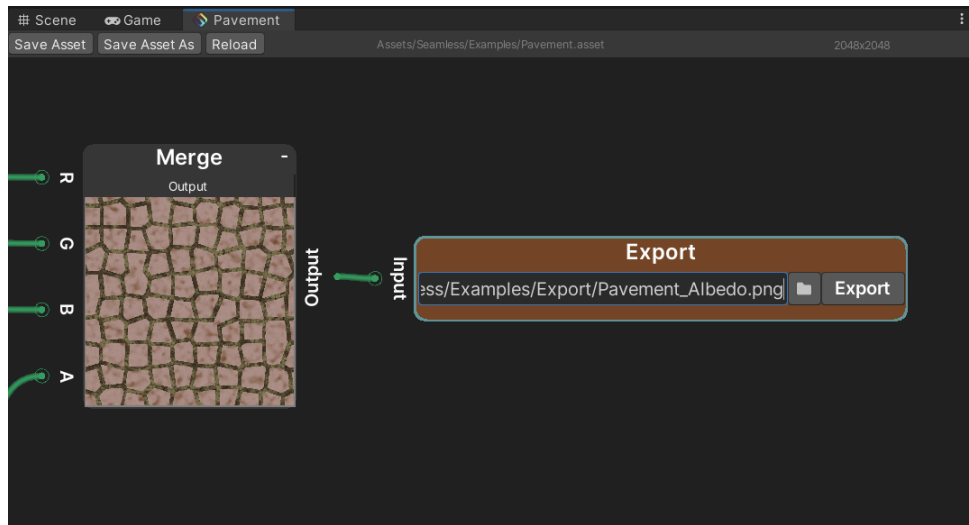 Scene Game Pavement
Save Asset Save Asset As Reload Assets/Seamless/Examples/Pavement.asset 2048x2048
Merge -
Output
R
G
B
A
Output
Input
Export
ess/Examples/Export/Pavement_Albedo.png Export